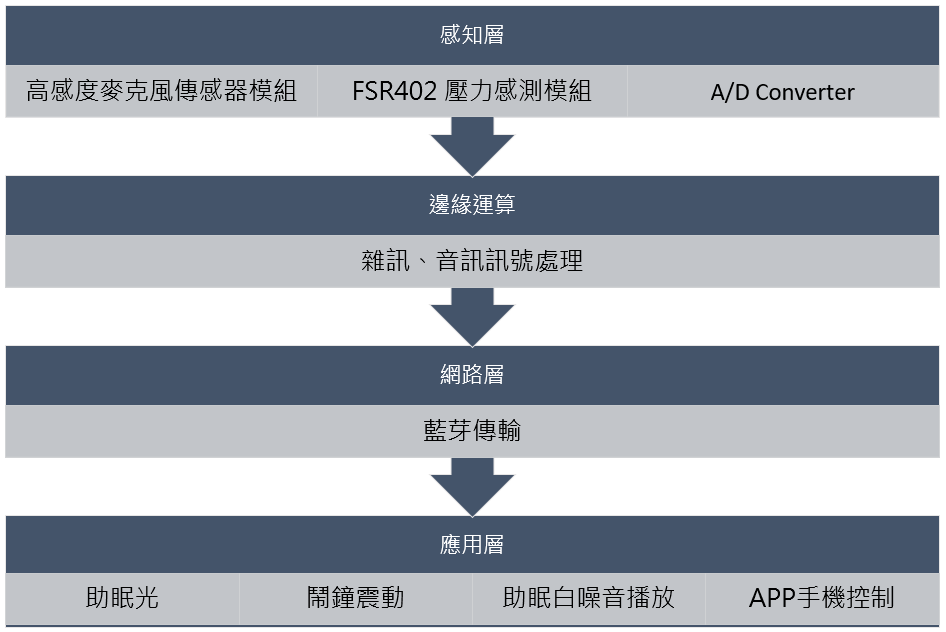 感知層
高感度麥克風傳感器模組
FSR402 壓力感測模組
A/D Converter
邊緣運算
雜訊、音訊訊號處理
網路層
藍芽傳輸
應用層
助眠光
鬧鐘震動
助眠白噪音播放
APP手機控制